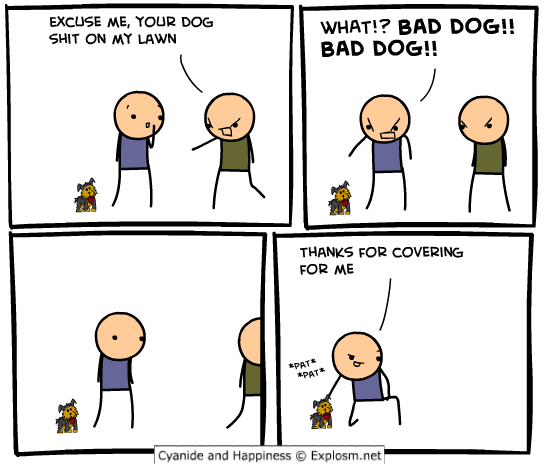 EXCUSE ME, YOUR DOG
SHIT ON MY LAWN
WHAT!? BAD DOG!!
BAD DOG!!
THANKS FOR COVERING
FOR ME
*PAT*
*PAT*
Cyanide and Happiness © Explosm.net